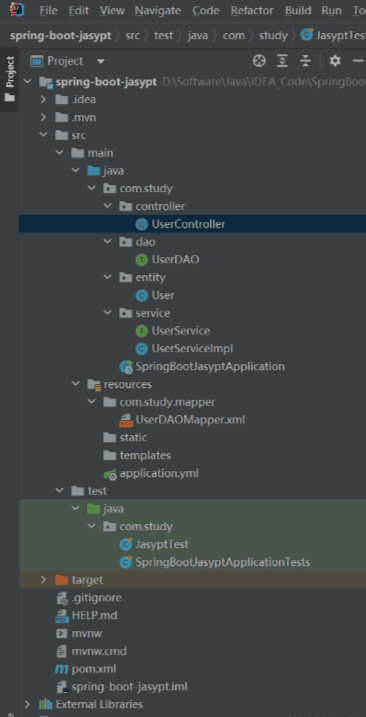 File Edit View Navigate Code Refactor Build Run To
spring-boot-jasypt src test java com study JasyptTest
Project
Project
spring-boot-jasypt D:\Software\Java\IDEA_Code\SpringBoo
.idea
.mvn
src
main
java
com.study
controller
UserController
dao
UserDAO
entity
User
service
UserService
UserServiceImpl
SpringBootJasyptApplication
resources
com.study.mapper
UserDAOMapper.xml
static
templates
application.yml
test
java
com.study
JasyptTest
SpringBootJasyptApplicationTests
target
.gitignore
HELP.md
mvnw
mvnw.cmd
pom.xml
spring-boot-jasypt.iml
External Libraries